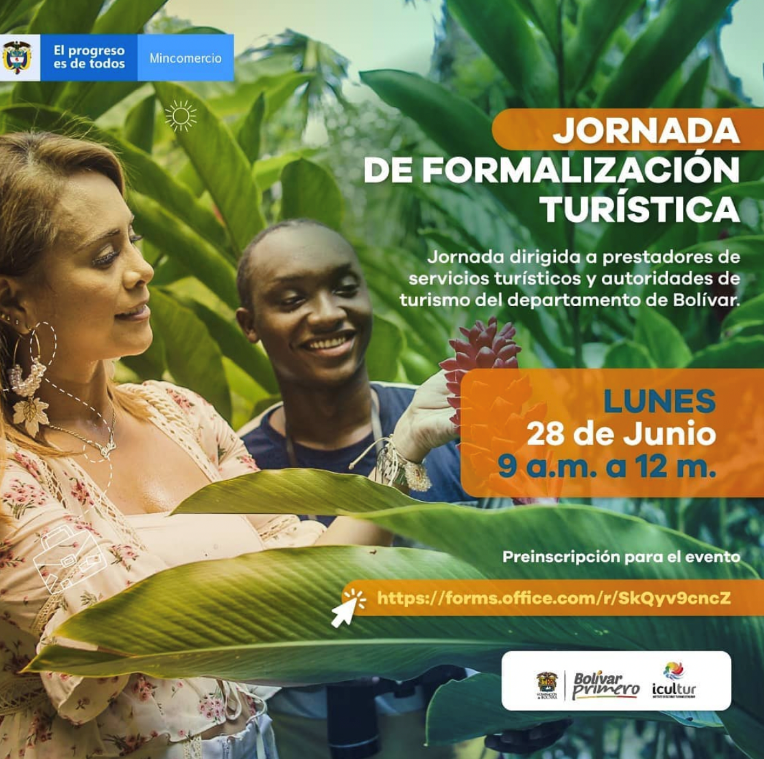 El progreso
es de todos
Mincomercio
JORNADA
DE FORMALIZACIÓN
TURÍSTICA
Jornada dirigida a prestadores de
servicios turísticos y autoridades de
turismo del departamento de Bolívar.
LUNES
28 de Junio
9 a.m. a 12 m.
Preinscripción para el evento
https://forms.office.com/r/SkQyv9cncZ
Bolívar
primero
icultur